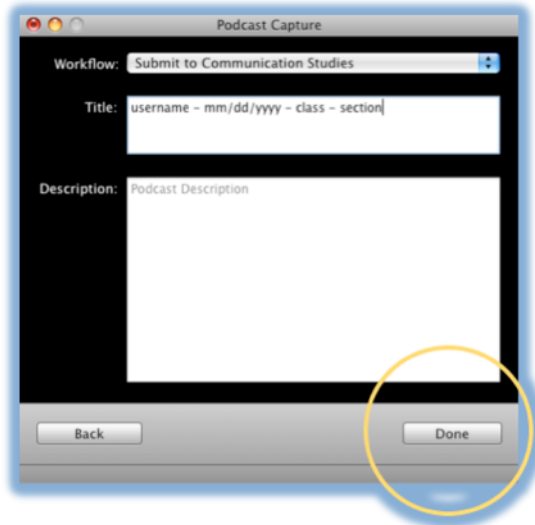 Podcast Capture
Workflow: Submit to Communication Studies
Title: username - mm/dd/yyyy - class - section
Description: Podcast Description
Back Done